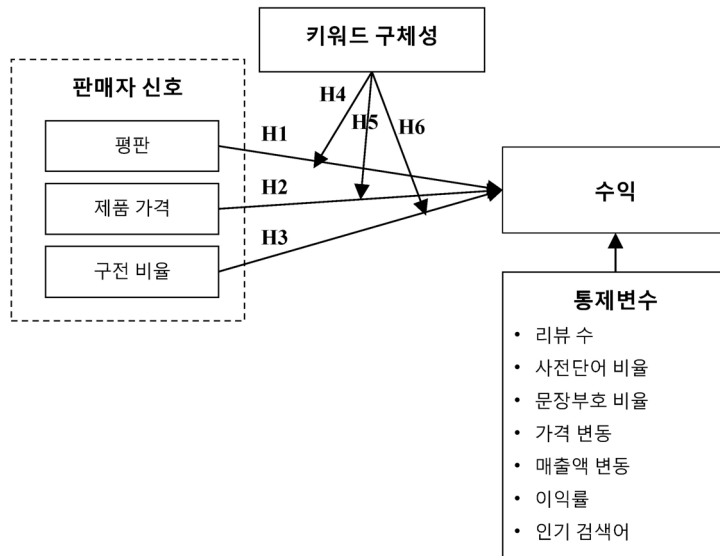 키워드 구체성
판매자 신호
H4
H5
H6
평판
H1
제품 가격
H2
구전 비율
H3
수익
통제변수
• 리뷰 수
• 사전단어 비율
• 문장부호 비율
• 가격 변동
• 매출액 변동
• 이익률
• 인기 검색어